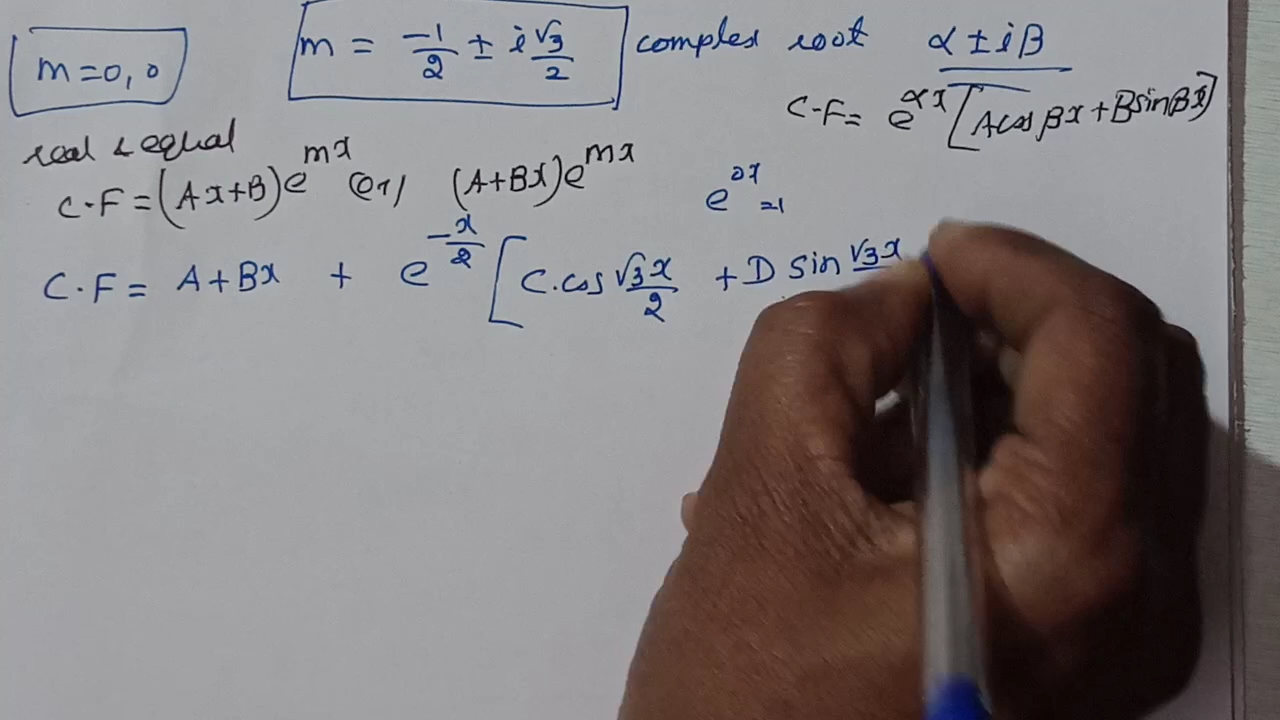 m = 0, 0 m = -1/2 ± i √3/2 complex root α ± iβ
C.F = e^αx [A cos βx + B sin βx]
real & equal
C.F = (Ax+B)e^mx (or) (A+Bx)e^mx e^0x = 1
C.F = A+Bx + e^-x/2 [C.cos √3x/2 + D sin √3x